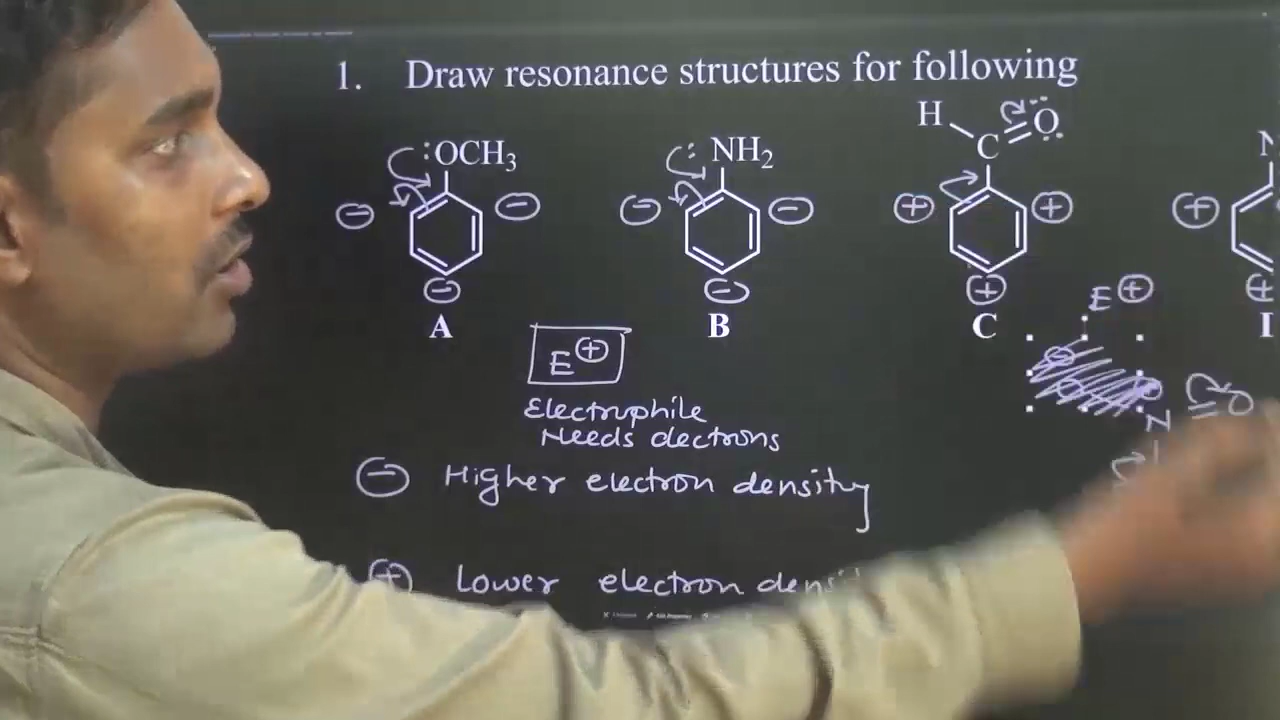 1. Draw resonance structures for following
:OCH₃
⊖ ⊖
⊖
A
:NH₂
⊖ ⊖
⊖
B
H
C
Ö:
⊕ ⊕
⊕
C
N
⊕
⊕
E⊕
E⊕
Electrophile
Needs electrons
N
O
⊖ Higher electron density
⊕ Lower electron